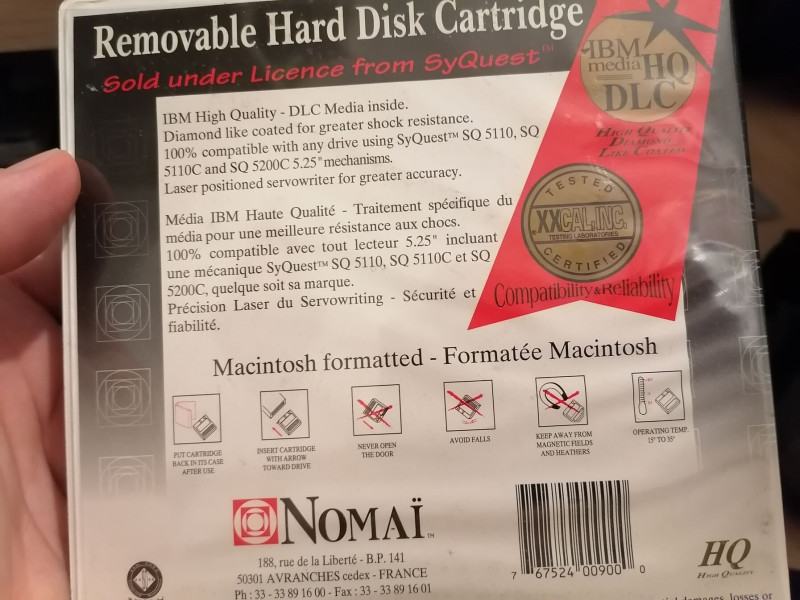 Removable Hard Disk Cartridge
Sold under Licence from SyQuest™
IBM
media HQ
DLC
HIGH QUALITY
DIAMOND
LIKE COATED
IBM High Quality - DLC Media inside.
Diamond like coated for greater shock resistance.
100% compatible with any drive using SyQuest™ SQ 5110, SQ
5110C and SQ 5200C 5.25" mechanisms.
Laser positioned servowriter for greater accuracy.
Média IBM Haute Qualité - Traitement spécifique du
média pour une meilleure résistance aux chocs.
100% compatible avec tout lecteur 5.25" incluant
une mécanique SyQuest™ SQ 5110, SQ 5110C et SQ
5200C, quelque soit sa marque.
Précision Laser du Servowriting - Sécurité et
fiabilité.
TESTED
XXCAL, INC.
TESTING LABORATORIES
CERTIFIED
Compatibility & Reliability
Macintosh formatted - Formatée Macintosh
PUT CARTRIDGE
BACK IN ITS CASE
AFTER USE
INSERT CARTRIDGE
WITH ARROW
TOWARD DRIVE
NEVER OPEN
THE DOOR
AVOID FALLS
KEEP AWAY FROM
MAGNETIC FIELDS
AND HEATHERS
OPERATING TEMP.
15° TO 35°
NOMAÏ™
188, rue de la Liberté - B.P. 141
50301 AVRANCHES cedex - FRANCE
Ph : 33 - 33 89 16 00 - Fax : 33 - 33 89 16 01
7 67524 00900 0
HQ
HIGH QUALITY
damages, losses or